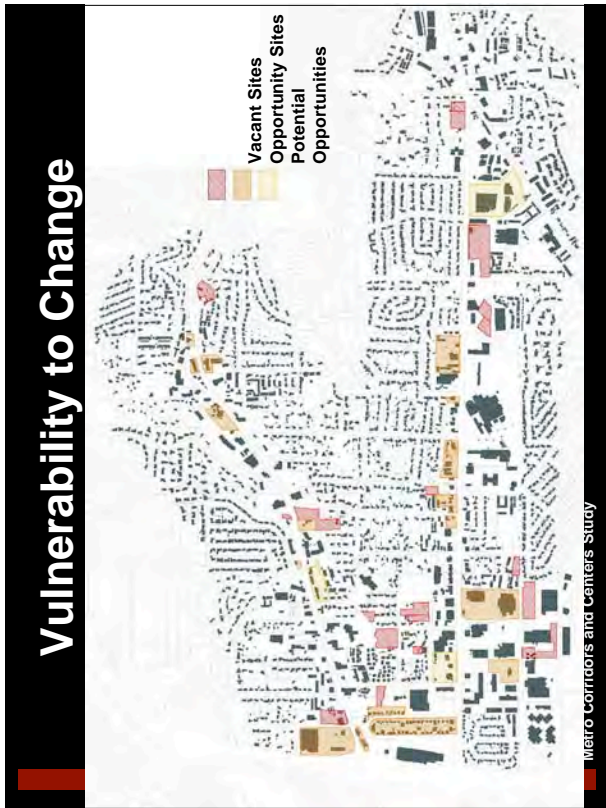 Vulnerability to Change
Vacant Sites
Opportunity Sites
Potential
Opportunities
Metro Corridors and Centers Study